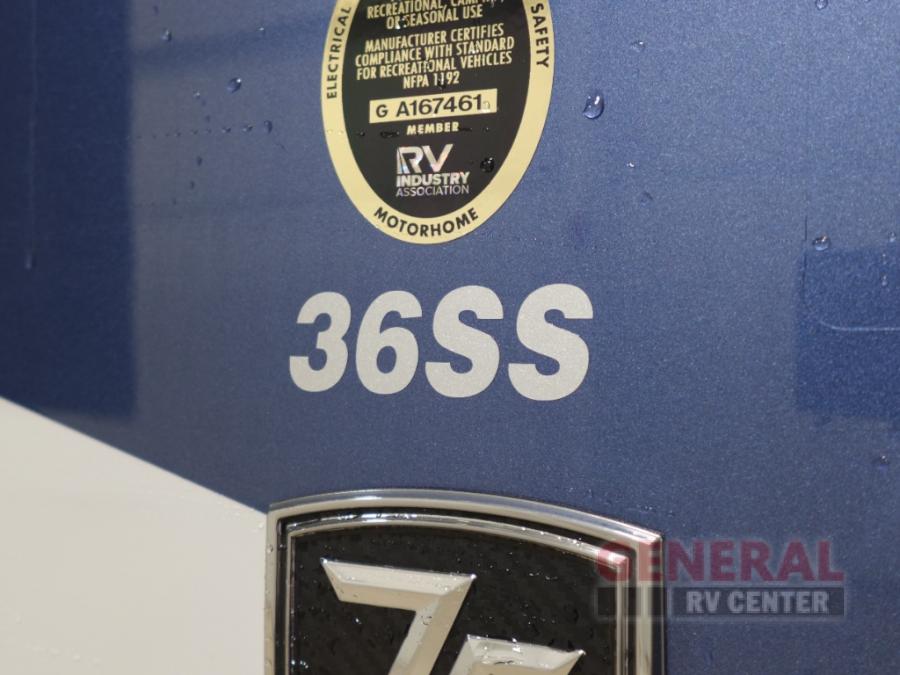 ELECTRICAL
SAFETY
RECREATIONAL,
OR SEASONAL USE
MANUFACTURER CERTIFIES
COMPLIANCE WITH STANDARD
FOR RECREATIONAL VEHICLES
NFPA 1192
G A167461
MEMBER
RV
INDUSTRY
ASSOCIATION
MOTORHOME
36SS
GENERAL
RV CENTER